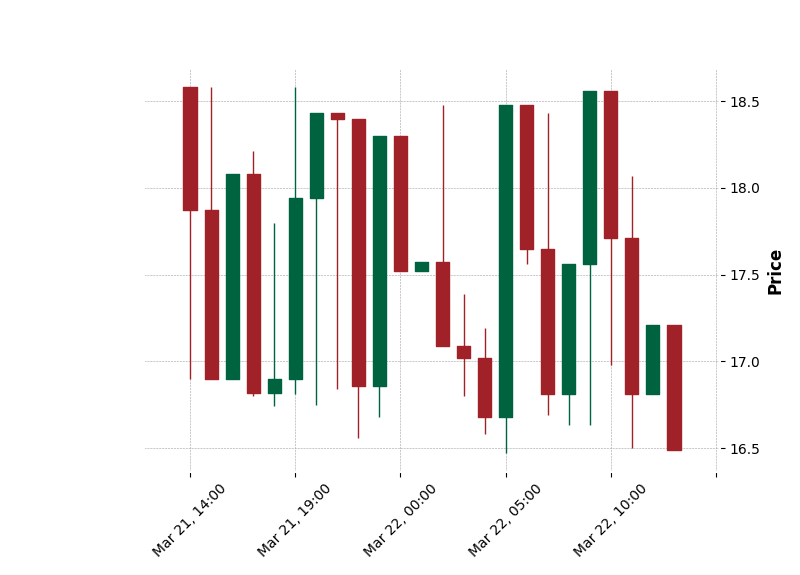 18.5
18.0
17.5
17.0
16.5
Price
Mar 21, 14:00
Mar 21, 19:00
Mar 22, 00:00
Mar 22, 05:00
Mar 22, 10:00